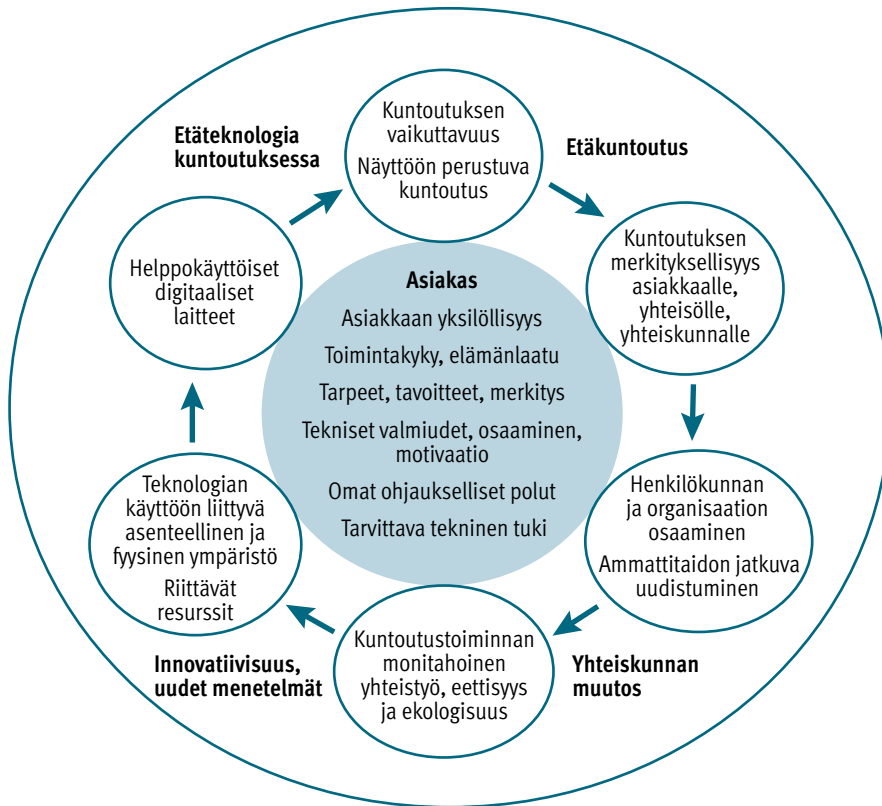 Kuntoutuksen
vaikuttavuus
Näyttöön perustuva
kuntoutus
Etäteknologia
kuntoutuksessa
Etäkuntoutus
Kuntoutuksen
merkityksellisyys
asiakkaalle,
yhteisölle,
yhteiskunnalle
Helppokäyttöiset
digitaaliset
laitteet
Asiakas
Asiakkaan yksilöllisyys
Toimintakyky, elämänlaatu
Tarpeet, tavoitteet, merkitys
Tekniset valmiudet, osaaminen,
motivaatio
Omat ohjaukselliset polut
Tarvittava tekninen tuki
Henkilökunnan
ja organisaation
osaaminen
Ammattitaidon jatkuva
uudistuminen
Teknologian
käyttöön liittyvä
asenteellinen ja
fyysinen ympäristö
Riittävät
resurssit
Kuntoutustoiminnan
monitahoinen
yhteistyö, eettisyys
ja ekologisuus
Innovatiivisuus,
uudet menetelmät
Yhteiskunnan
muutos